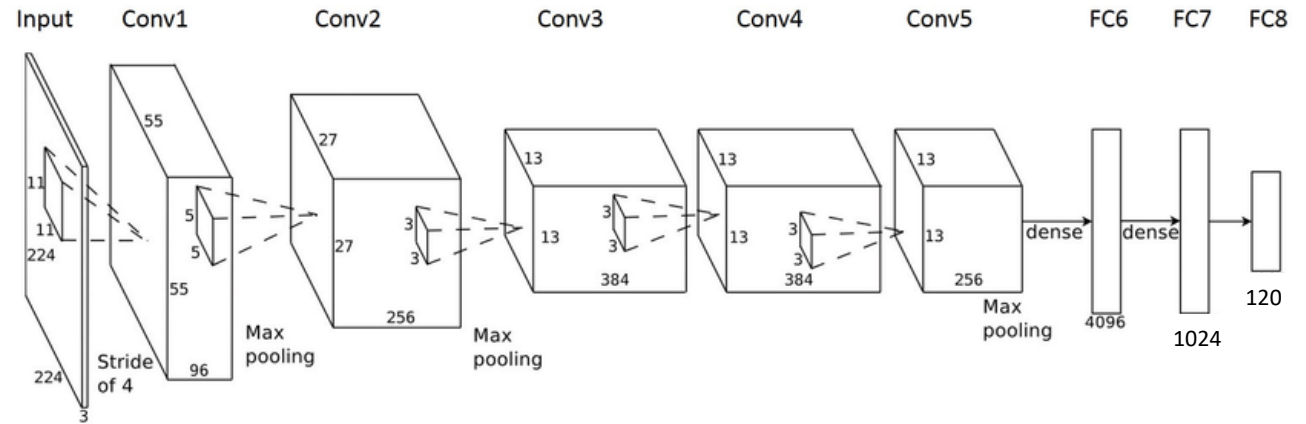 Input Conv1 Conv2 Conv3 Conv4 Conv5 FC6 FC7 FC8
11
11
224
224
3
Stride
of 4
55
55
96
5
5
Max
pooling
27
27
256
3
3
Max
pooling
13
13
384
3
3
13
13
384
3
3
13
13
256
Max
pooling
dense
4096
dense
1024
120